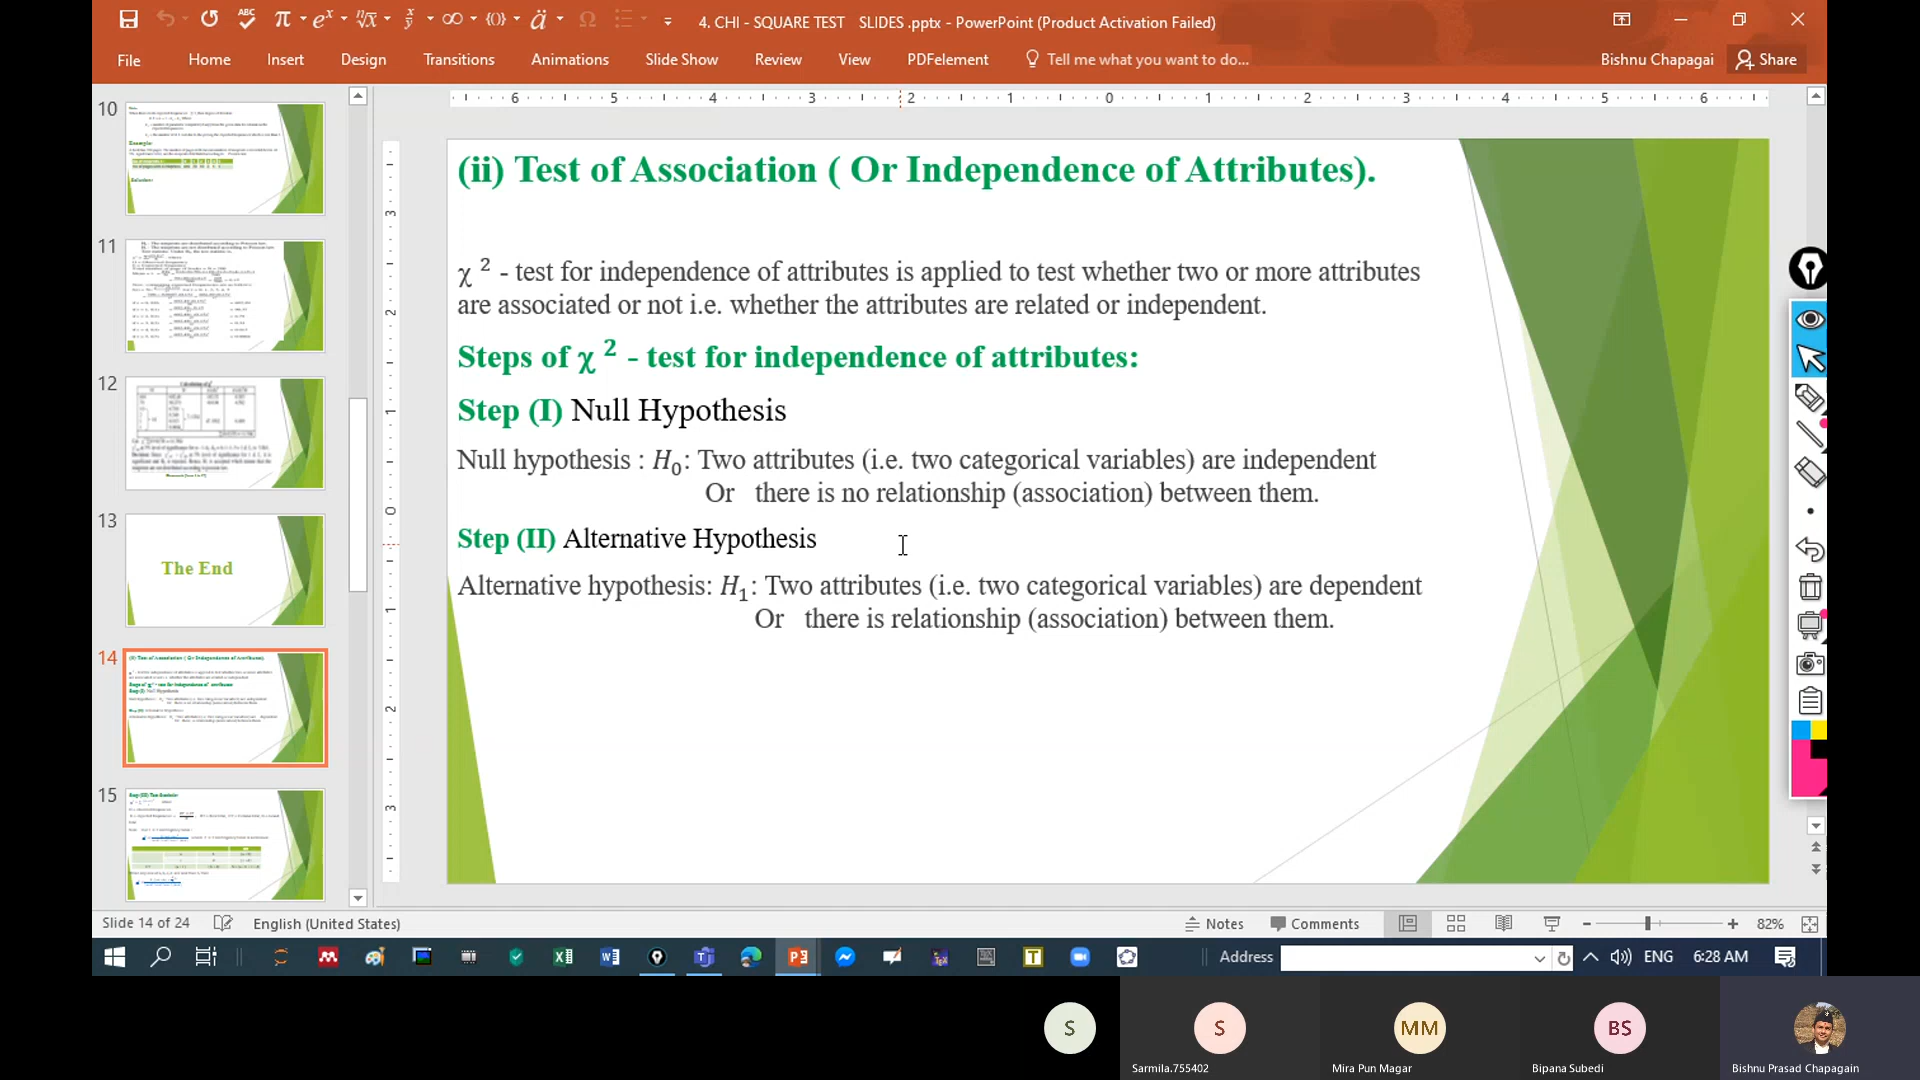 4. CHI - SQUARE TEST SLIDES .pptx - PowerPoint (Product Activation Failed)
File Home Insert Design Transitions Animations Slide Show Review View PDFelement Tell me what you want to do... Bishnu Chapagai Share
(ii) Test of Association ( Or Independence of Attributes).
χ ² - test for independence of attributes is applied to test whether two or more attributes
are associated or not i.e. whether the attributes are related or independent.
Steps of χ ² - test for independence of attributes:
Step (I) Null Hypothesis
Null hypothesis : H₀: Two attributes (i.e. two categorical variables) are independent
Or there is no relationship (association) between them.
Step (II) Alternative Hypothesis
Alternative hypothesis: H₁: Two attributes (i.e. two categorical variables) are dependent
Or there is relationship (association) between them.
10
11
12
13
The End
14
15
Slide 14 of 24 English (United States) Notes Comments 82%
Address ENG 6:28 AM
S S MM BS
Sarmila.755402 Mira Pun Magar Bipana Subedi Bishnu Prasad Chapagain